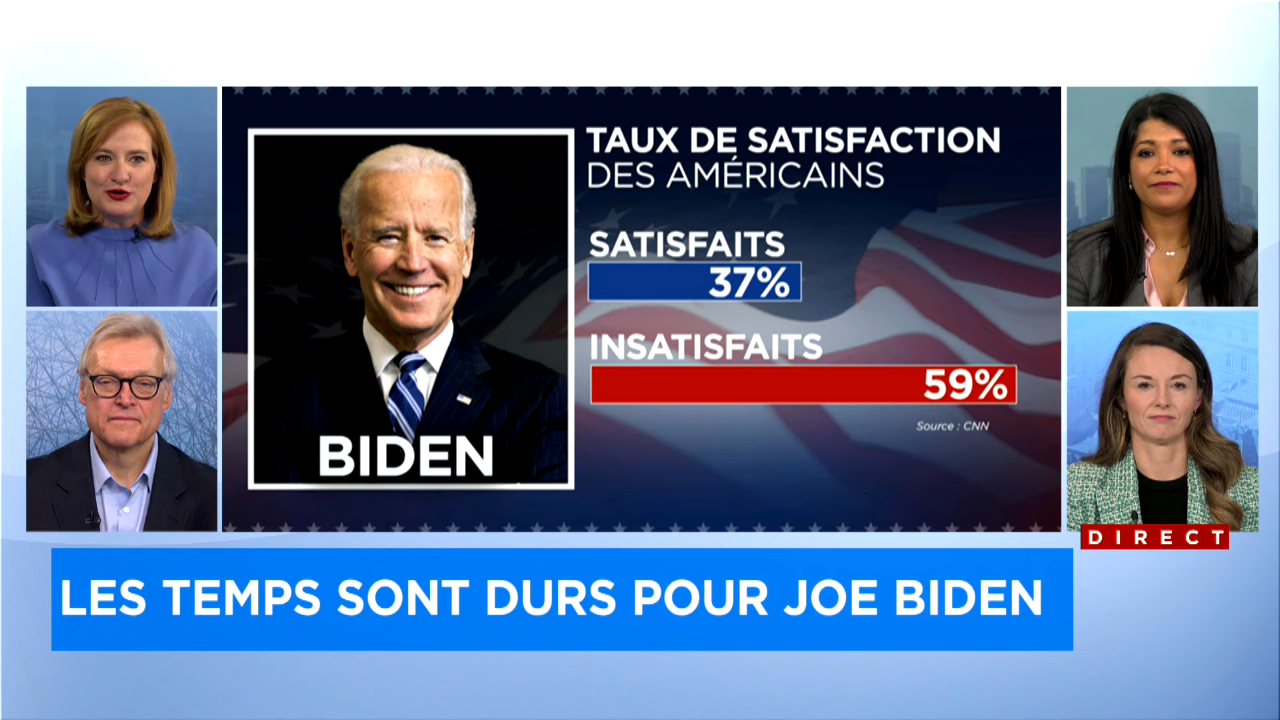 TAUX DE SATISFACTION
DES AMÉRICAINS
SATISFAITS
37%
INSATISFAITS
59%
Source : CNN
BIDEN
DIRECT
LES TEMPS SONT DURS POUR JOE BIDEN